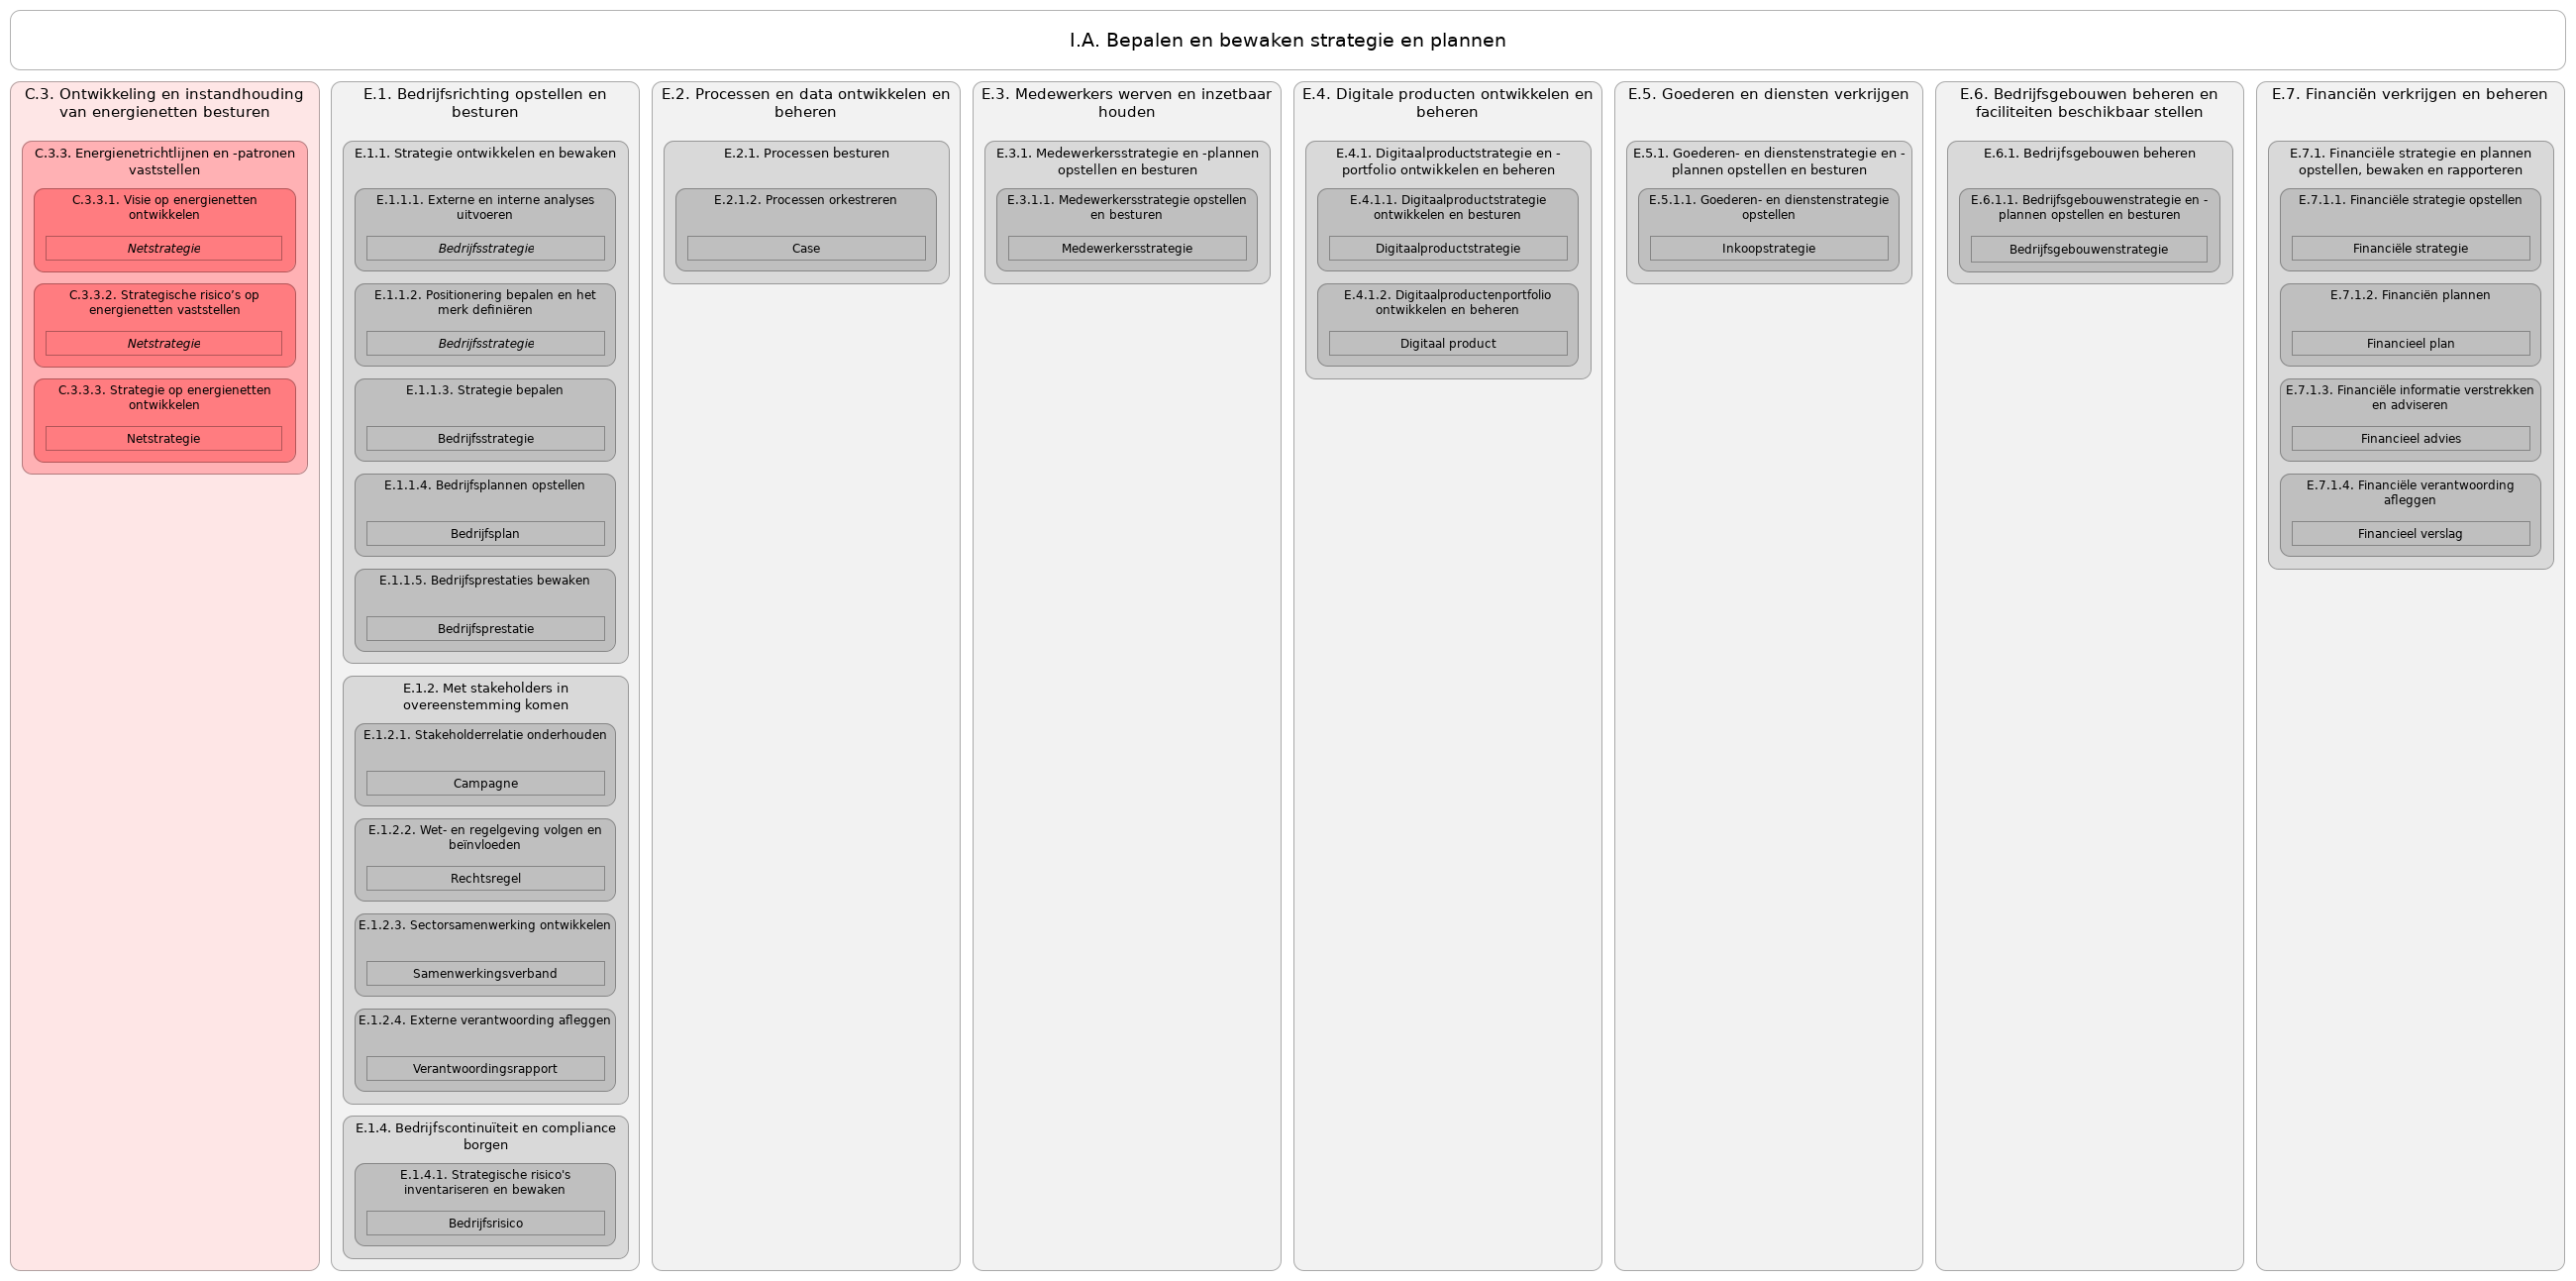 I.A. Bepalen en bewaken strategie en plannen
C.3. Ontwikkeling en instandhouding
van energienetten besturen
C.3.3. Energienetrichtlijnen en -patronen
vaststellen
C.3.3.1. Visie op energienetten
ontwikkelen
Netstrategie
C.3.3.2. Strategische risico’s op
energienetten vaststellen
Netstrategie
C.3.3.3. Strategie op energienetten
ontwikkelen
Netstrategie
E.1. Bedrijfsrichting opstellen en
besturen
E.1.1. Strategie ontwikkelen en bewaken
E.1.1.1. Externe en interne analyses
uitvoeren
Bedrijfsstrategie
E.1.1.2. Positionering bepalen en het
merk definiëren
Bedrijfsstrategie
E.1.1.3. Strategie bepalen
Bedrijfsstrategie
E.1.1.4. Bedrijfsplannen opstellen
Bedrijfsplan
E.1.1.5. Bedrijfsprestaties bewaken
Bedrijfsprestatie
E.1.2. Met stakeholders in
overeenstemming komen
E.1.2.1. Stakeholderrelatie onderhouden
Campagne
E.1.2.2. Wet- en regelgeving volgen en
beïnvloeden
Rechtsregel
E.1.2.3. Sectorsamenwerking ontwikkelen
Samenwerkingsverband
E.1.2.4. Externe verantwoording afleggen
Verantwoordingsrapport
E.1.4. Bedrijfscontinuïteit en compliance
borgen
E.1.4.1. Strategische risico's
inventariseren en bewaken
Bedrijfsrisico
E.2. Processen en data ontwikkelen en
beheren
E.2.1. Processen besturen
E.2.1.2. Processen orkestreren
Case
E.3. Medewerkers werven en inzetbaar
houden
E.3.1. Medewerkersstrategie en -plannen
opstellen en besturen
E.3.1.1. Medewerkersstrategie opstellen
en besturen
Medewerkersstrategie
E.4. Digitale producten ontwikkelen en
beheren
E.4.1. Digitaalproductstrategie en -
portfolio ontwikkelen en beheren
E.4.1.1. Digitaalproductstrategie
ontwikkelen en besturen
Digitaalproductstrategie
E.4.1.2. Digitaalproductenportfolio
ontwikkelen en beheren
Digitaal product
E.5. Goederen en diensten verkrijgen
E.5.1. Goederen- en dienstenstrategie en -
plannen opstellen en besturen
E.5.1.1. Goederen- en dienstenstrategie
opstellen
Inkoopstrategie
E.6. Bedrijfsgebouwen beheren en
faciliteiten beschikbaar stellen
E.6.1. Bedrijfsgebouwen beheren
E.6.1.1. Bedrijfsgebouwenstrategie en -
plannen opstellen en besturen
Bedrijfsgebouwenstrategie
E.7. Financiën verkrijgen en beheren
E.7.1. Financiële strategie en plannen
opstellen, bewaken en rapporteren
E.7.1.1. Financiële strategie opstellen
Financiële strategie
E.7.1.2. Financiën plannen
Financieel plan
E.7.1.3. Financiële informatie verstrekken
en adviseren
Financieel advies
E.7.1.4. Financiële verantwoording
afleggen
Financieel verslag